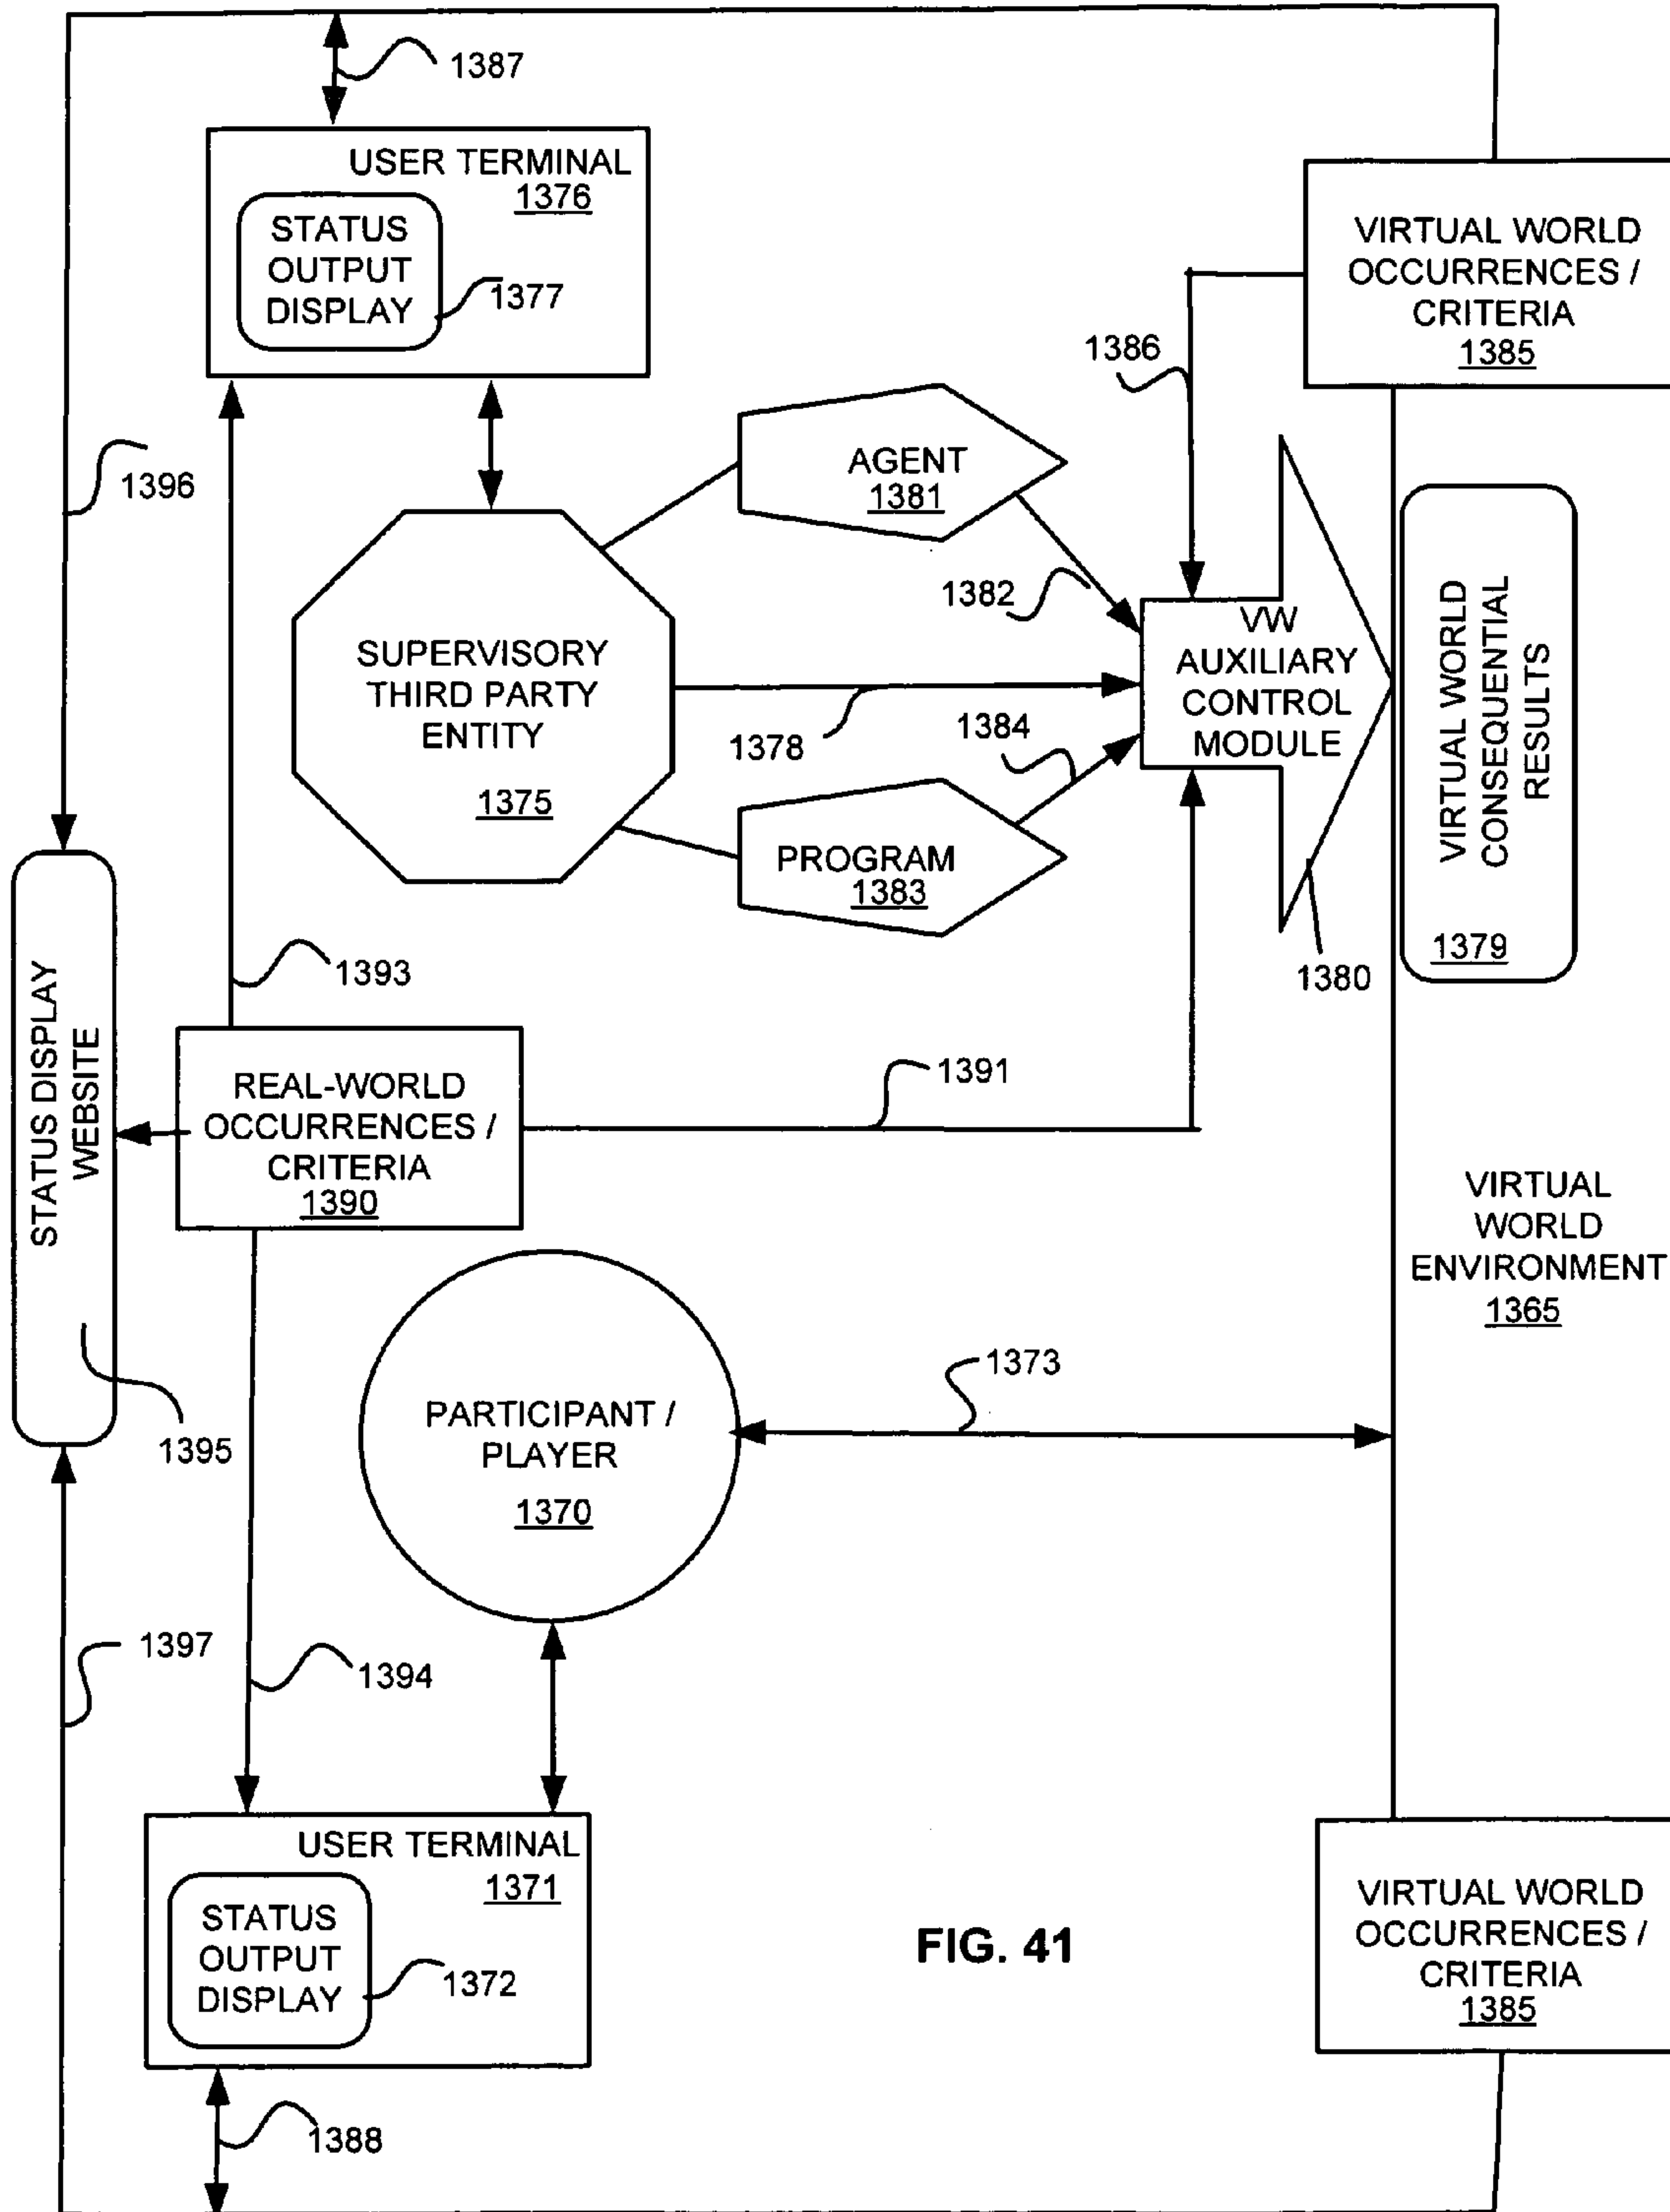 1387
USER TERMINAL
1376
STATUS
OUTPUT
DISPLAY
1377
VIRTUAL WORLD
OCCURRENCES /
CRITERIA
1385
1386
1396
AGENT
1381
1382
SUPERVISORY
THIRD PARTY
ENTITY
1375
1378
VW
AUXILIARY
CONTROL
MODULE
1384
PROGRAM
1383
1380
VIRTUAL WORLD
CONSEQUENTIAL
RESULTS
1379
1393
STATUS DISPLAY
WEBSITE
1395
REAL-WORLD
OCCURRENCES /
CRITERIA
1390
1391
VIRTUAL
WORLD
ENVIRONMENT
1365
1373
PARTICIPANT /
PLAYER
1370
1397
1394
USER TERMINAL
1371
STATUS
OUTPUT
DISPLAY
1372
FIG. 41
VIRTUAL WORLD
OCCURRENCES /
CRITERIA
1385
1388